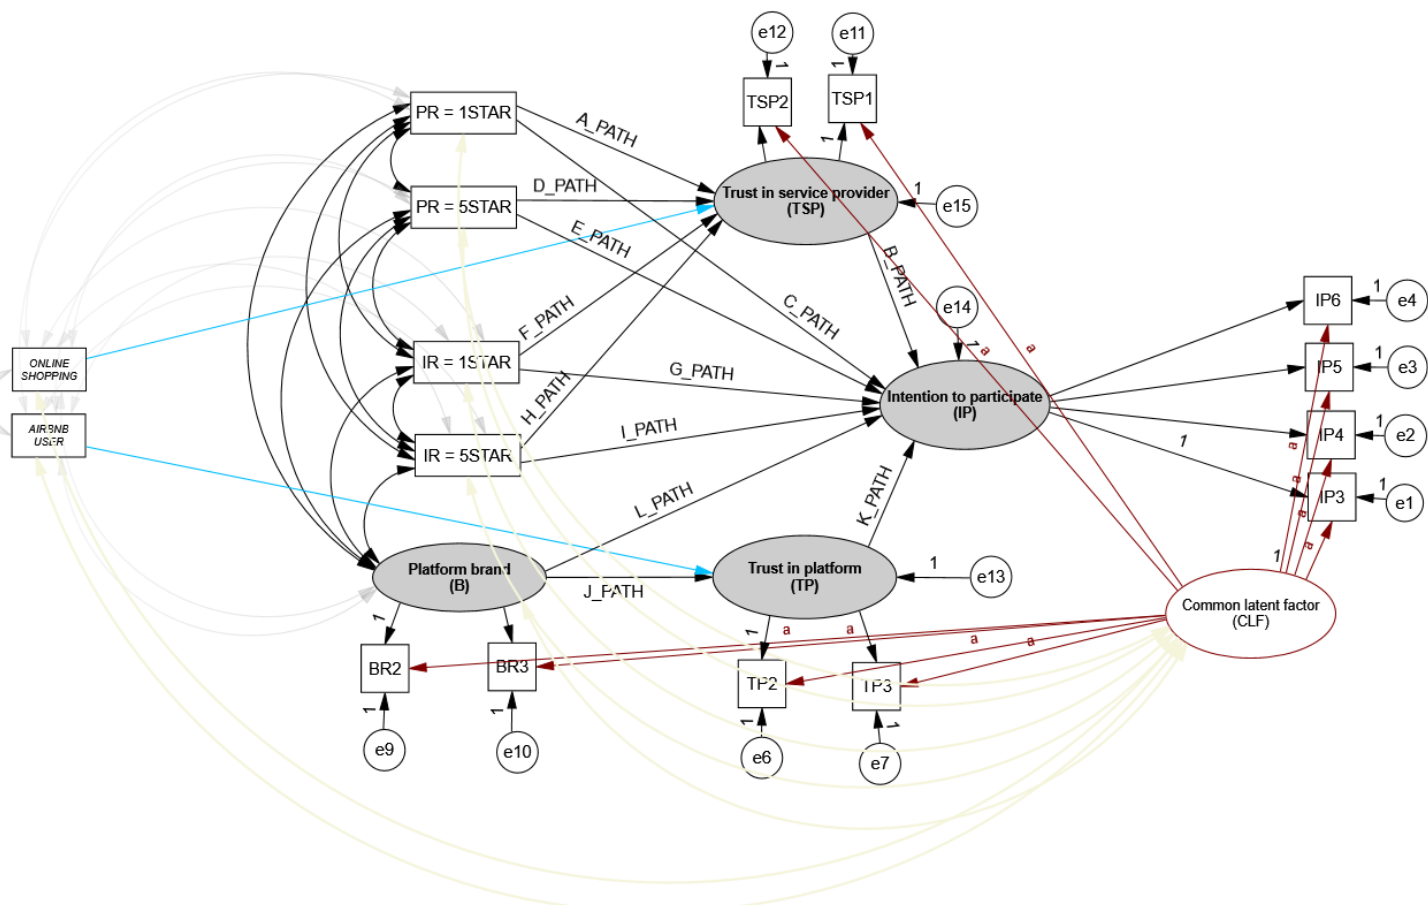 e12
e11
1
1
TSP2
TSP1
PR = 1STAR
A_PATH
1
PR = 5STAR
D_PATH
Trust in service provider
(TSP)
1
e15
E_PATH
B_PATH
C_PATH
F_PATH
e14
1
a
a
IP6
1
e4
ONLINE
SHOPPING
IR = 1STAR
G_PATH
IP5
1
e3
H_PATH
Intention to participate
(IP)
AIRBNB
USER
I_PATH
1
IP4
1
e2
a
IR = 5STAR
L_PATH
K_PATH
a
IP3
1
e1
a
a
1
Platform brand
(B)
J_PATH
Trust in platform
(TP)
1
e13
Common latent factor
(CLF)
1
1
a
a
a
a
BR2
BR3
TP2
TP3
1
1
1
1
e9
e10
e6
e7